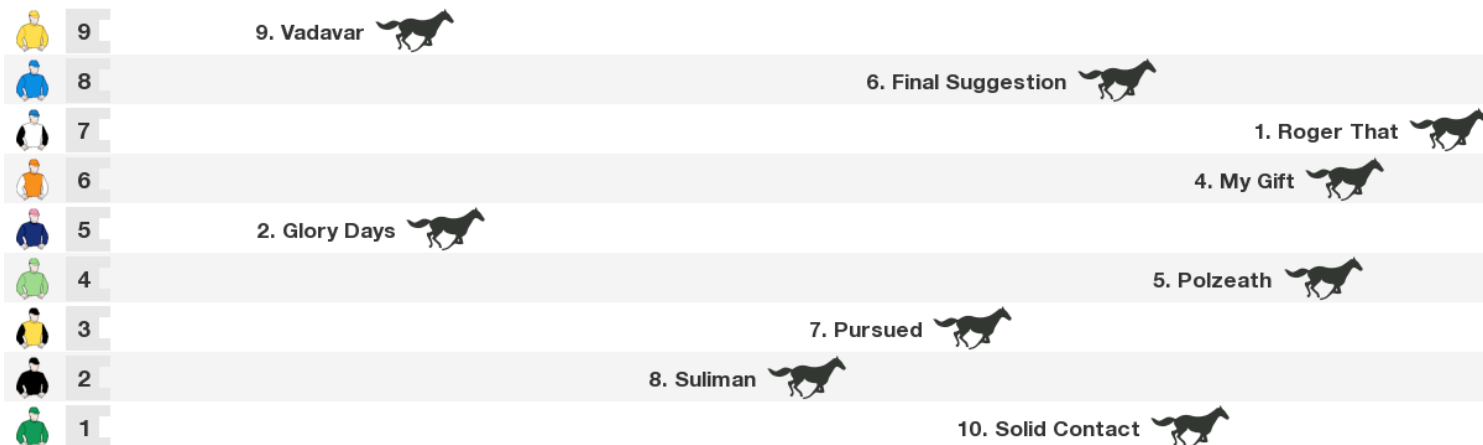 9 9. Vadavar
8 6. Final Suggestion
7 1. Roger That
6 4. My Gift
5 2. Glory Days
4 5. Polzeath
3 7. Pursued
2 8. Suliman
1 10. Solid Contact